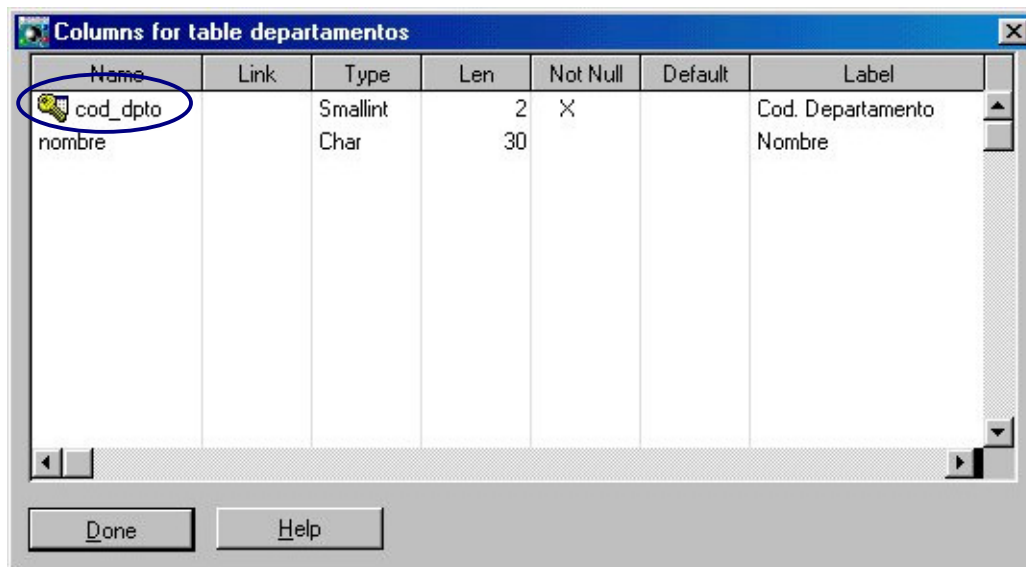 Columns for table departamentos
Name Link Type Len Not Null Default Label
cod_dpto Smallint 2 X Cod. Departamento
nombre Char 30 Nombre
Done Help